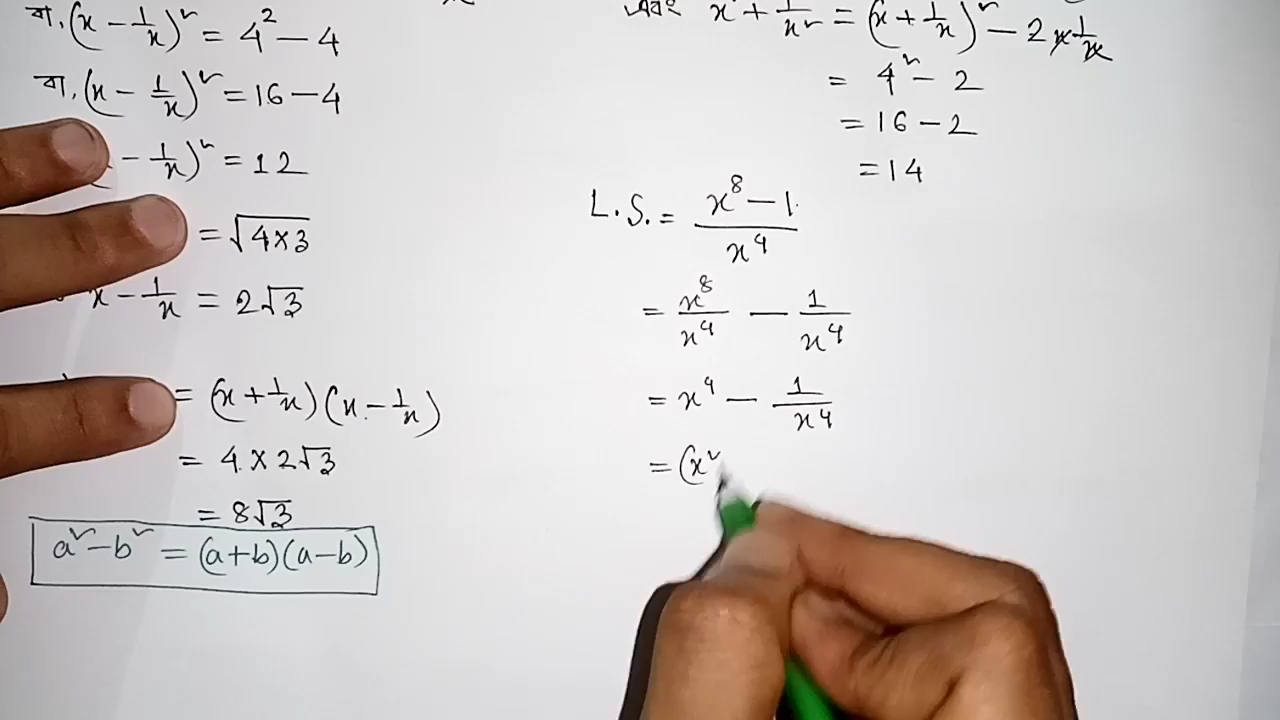 বা, (x - 1/x)² = 4² - 4
বা, (x - 1/x)² = 16 - 4
- 1/x)² = 12
= √4×3
x - 1/x = 2√3
= (x + 1/x)(x - 1/x)
= 4 × 2√3
= 8√3
a² - b² = (a+b)(a-b)
এবং x² + 1/x² = (x + 1/x)² - 2x·1/x
= 4² - 2
= 16 - 2
= 14
L.S. = (x⁸ - 1)/x⁴
= x⁸/x⁴ - 1/x⁴
= x⁴ - 1/x⁴
= (x²